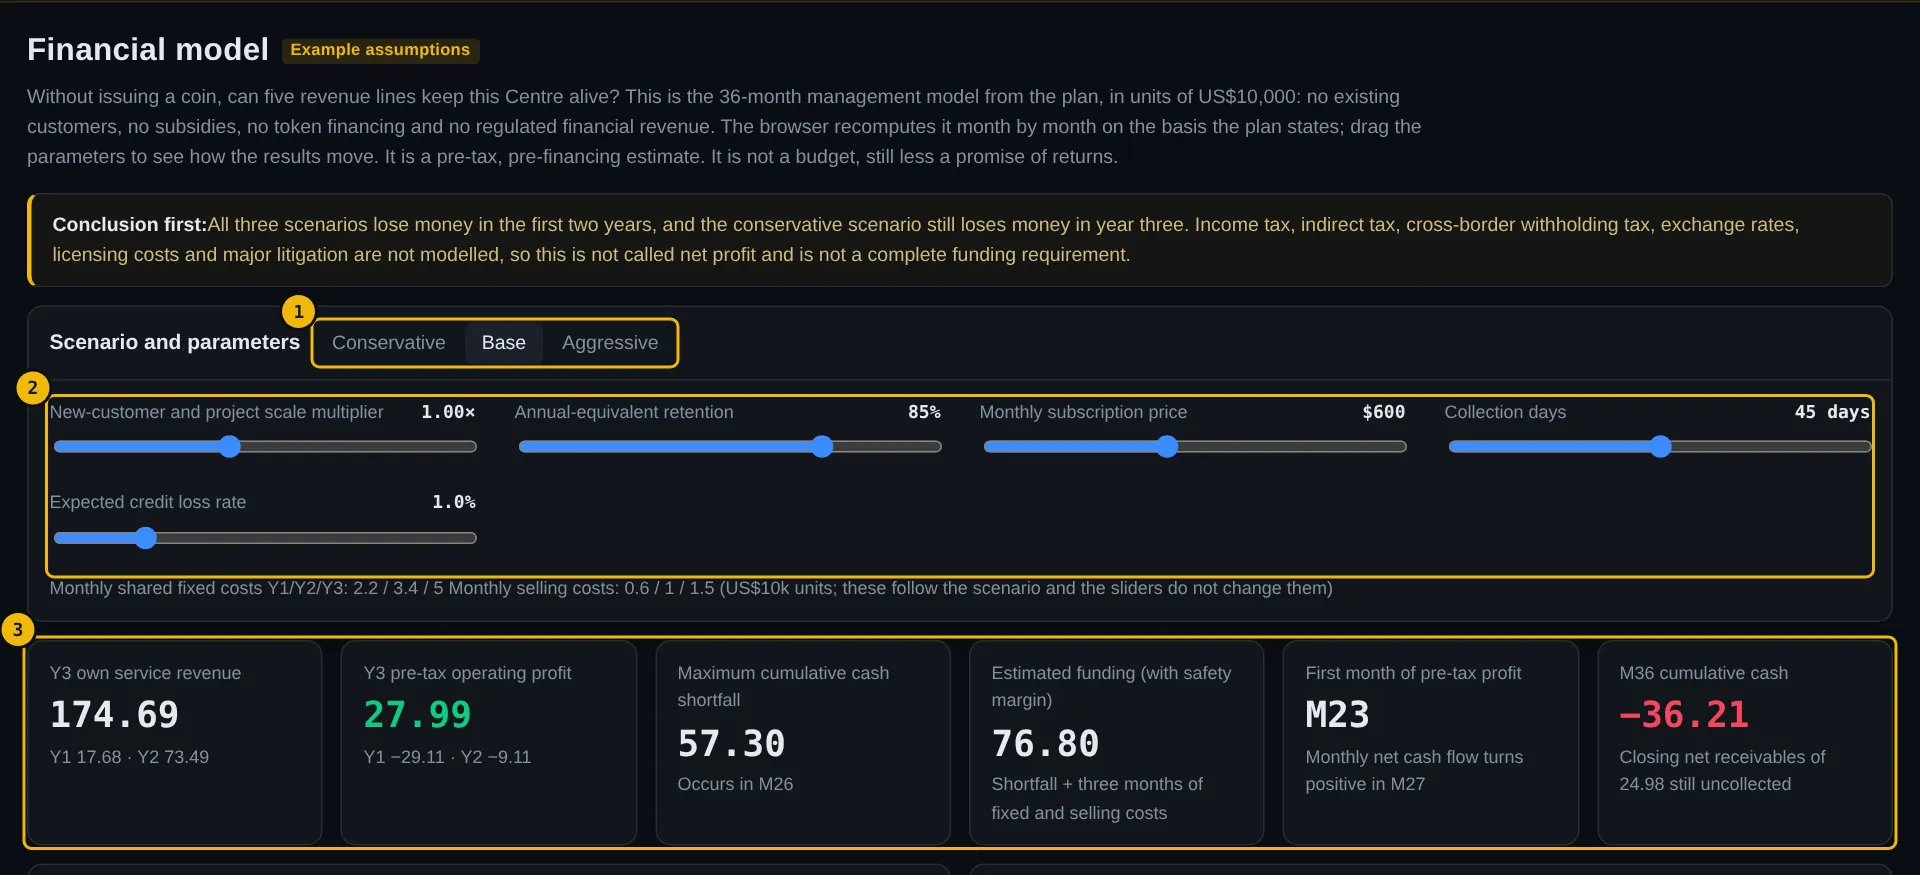 Financial model Example assumptions
Without issuing a coin, can five revenue lines keep this Centre alive? This is the 36-month management model from the plan, in units of US$10,000: no existing
customers, no subsidies, no token financing and no regulated financial revenue. The browser recomputes it month by month on the basis the plan states; drag the
parameters to see how the results move. It is a pre-tax, pre-financing estimate. It is not a budget, still less a promise of returns.
Conclusion first:All three scenarios lose money in the first two years, and the conservative scenario still loses money in year three. Income tax, indirect tax, cross-border withholding tax, exchange rates,
licensing costs and major litigation are not modelled, so this is not called net profit and is not a complete funding requirement.
1
Scenario and parameters Conservative Base Aggressive
2
New-customer and project scale multiplier 1.00× Annual-equivalent retention 85% Monthly subscription price $600 Collection days 45 days
Expected credit loss rate 1.0%
Monthly shared fixed costs Y1/Y2/Y3: 2.2 / 3.4 / 5 Monthly selling costs: 0.6 / 1 / 1.5 (US$10k units; these follow the scenario and the sliders do not change them)
3
Y3 own service revenue
174.69
Y1 17.68 · Y2 73.49
Y3 pre-tax operating profit
27.99
Y1 −29.11 · Y2 −9.11
Maximum cumulative cash
shortfall
57.30
Occurs in M26
Estimated funding (with safety
margin)
76.80
Shortfall + three months of
fixed and selling costs
First month of pre-tax profit
M23
Monthly net cash flow turns
positive in M27
M36 cumulative cash
−36.21
Closing net receivables of
24.98 still uncollected